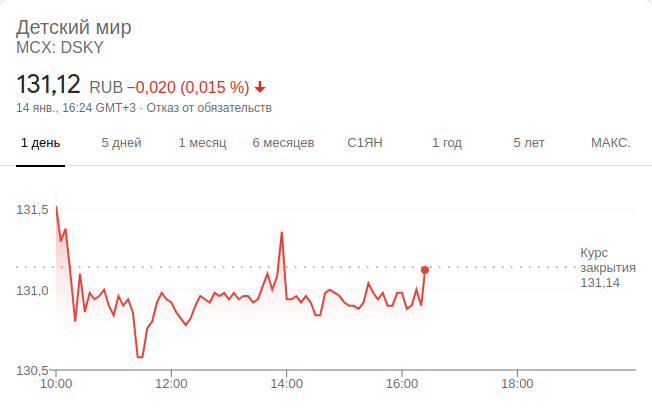 Детский мир
MCX: DSKY
131,12 RUB −0,020 (0,015 %)
14 янв., 16:24 GMT+3 · Отказ от обязательств
1 день 5 дней 1 месяц 6 месяцев С1ЯН 1 год 5 лет МАКС.
131,5
Курс
закрытия
131,14
131,0
130,5
10:00 12:00 14:00 16:00 18:00